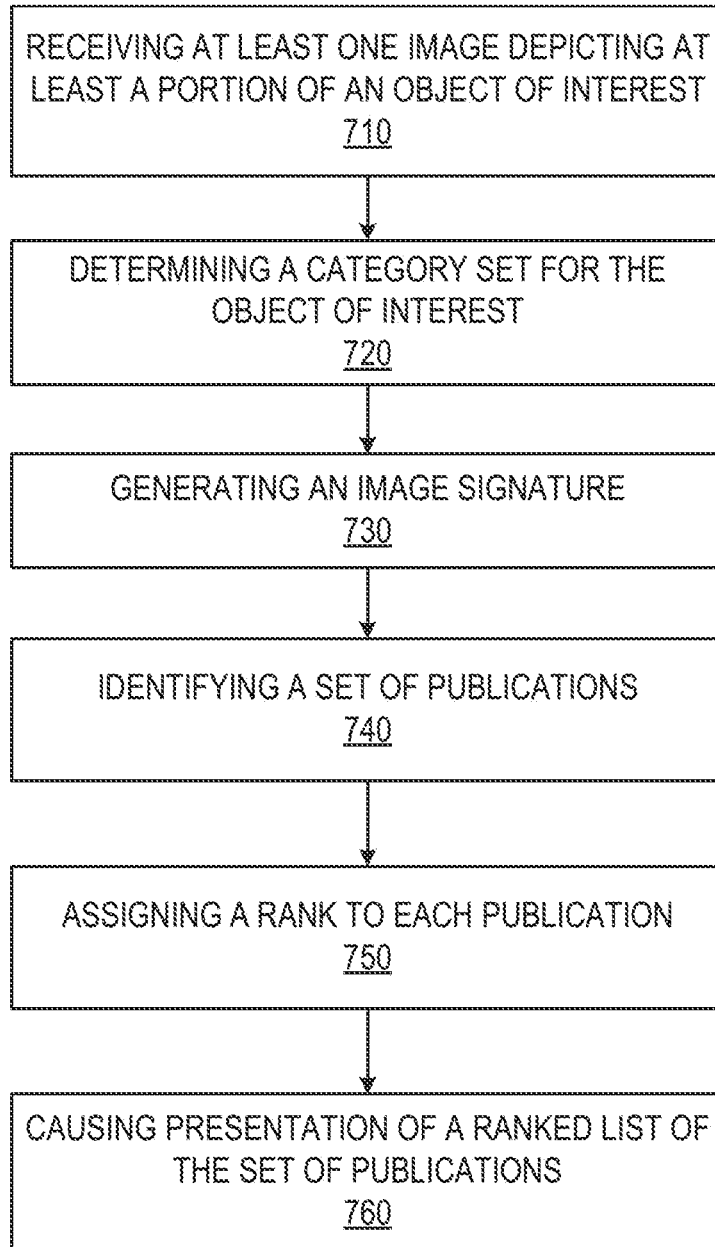 RECEIVING AT LEAST ONE IMAGE DEPICTING AT
LEAST A PORTION OF AN OBJECT OF INTEREST
710
DETERMINING A CATEGORY SET FOR THE
OBJECT OF INTEREST
720
GENERATING AN IMAGE SIGNATURE
730
IDENTIFYING A SET OF PUBLICATIONS
740
ASSIGNING A RANK TO EACH PUBLICATION
750
CAUSING PRESENTATION OF A RANKED LIST OF
THE SET OF PUBLICATIONS
760